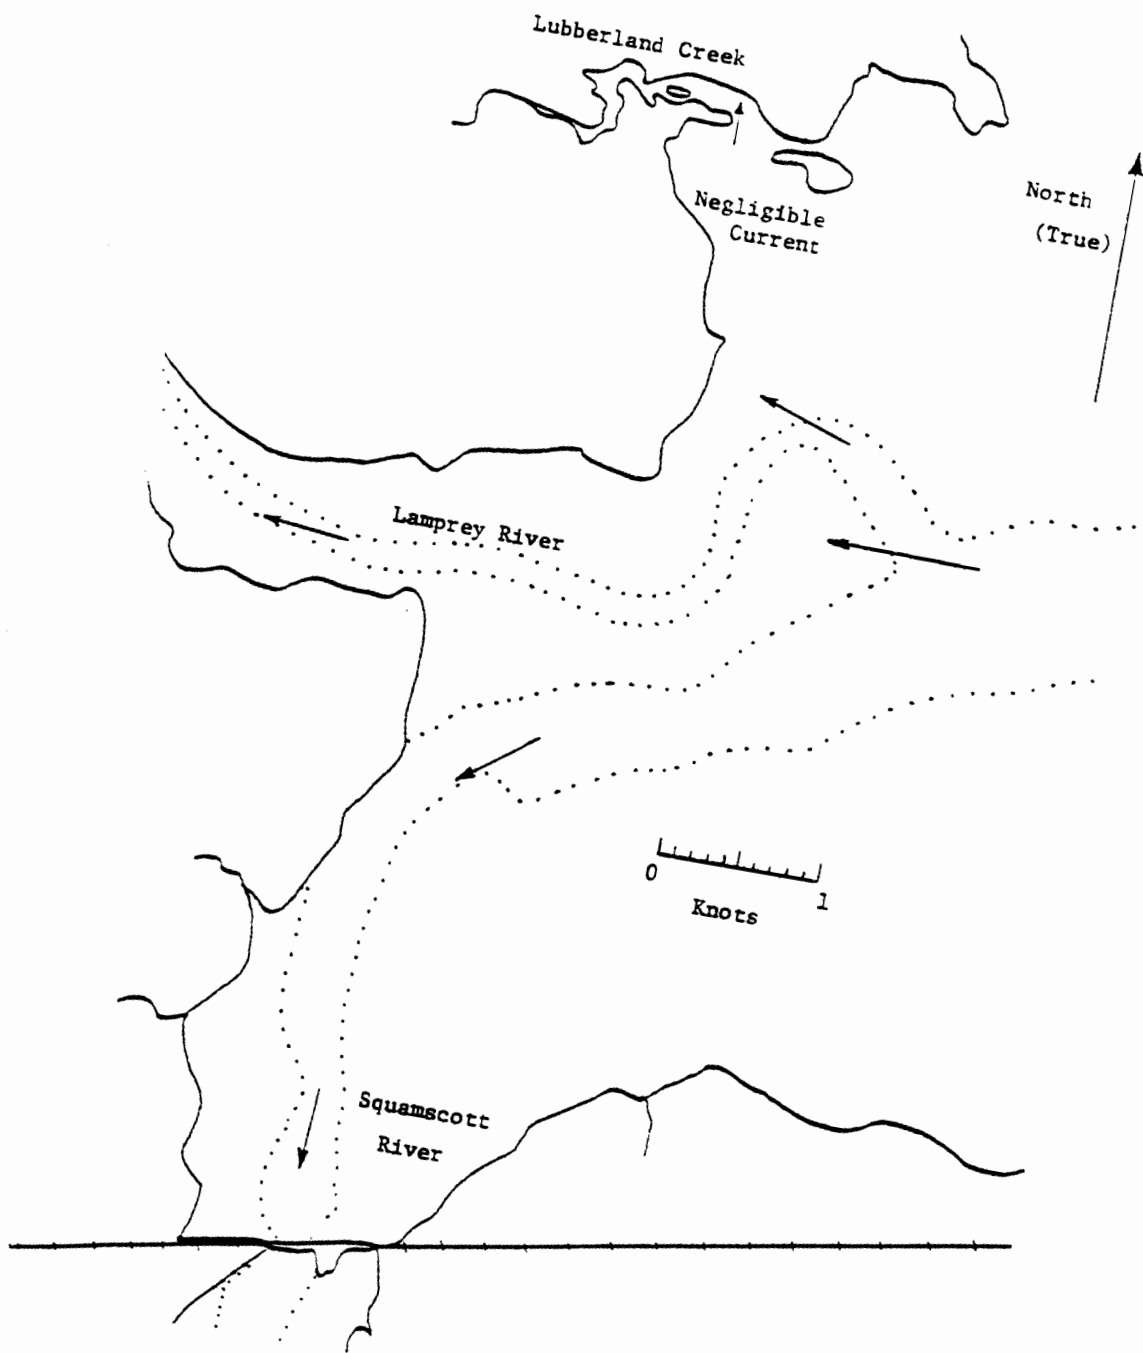 Lubberland Creek
North
(True)
Negligible
Current
Lamprey River
0
1
Knots
Squamscott
River